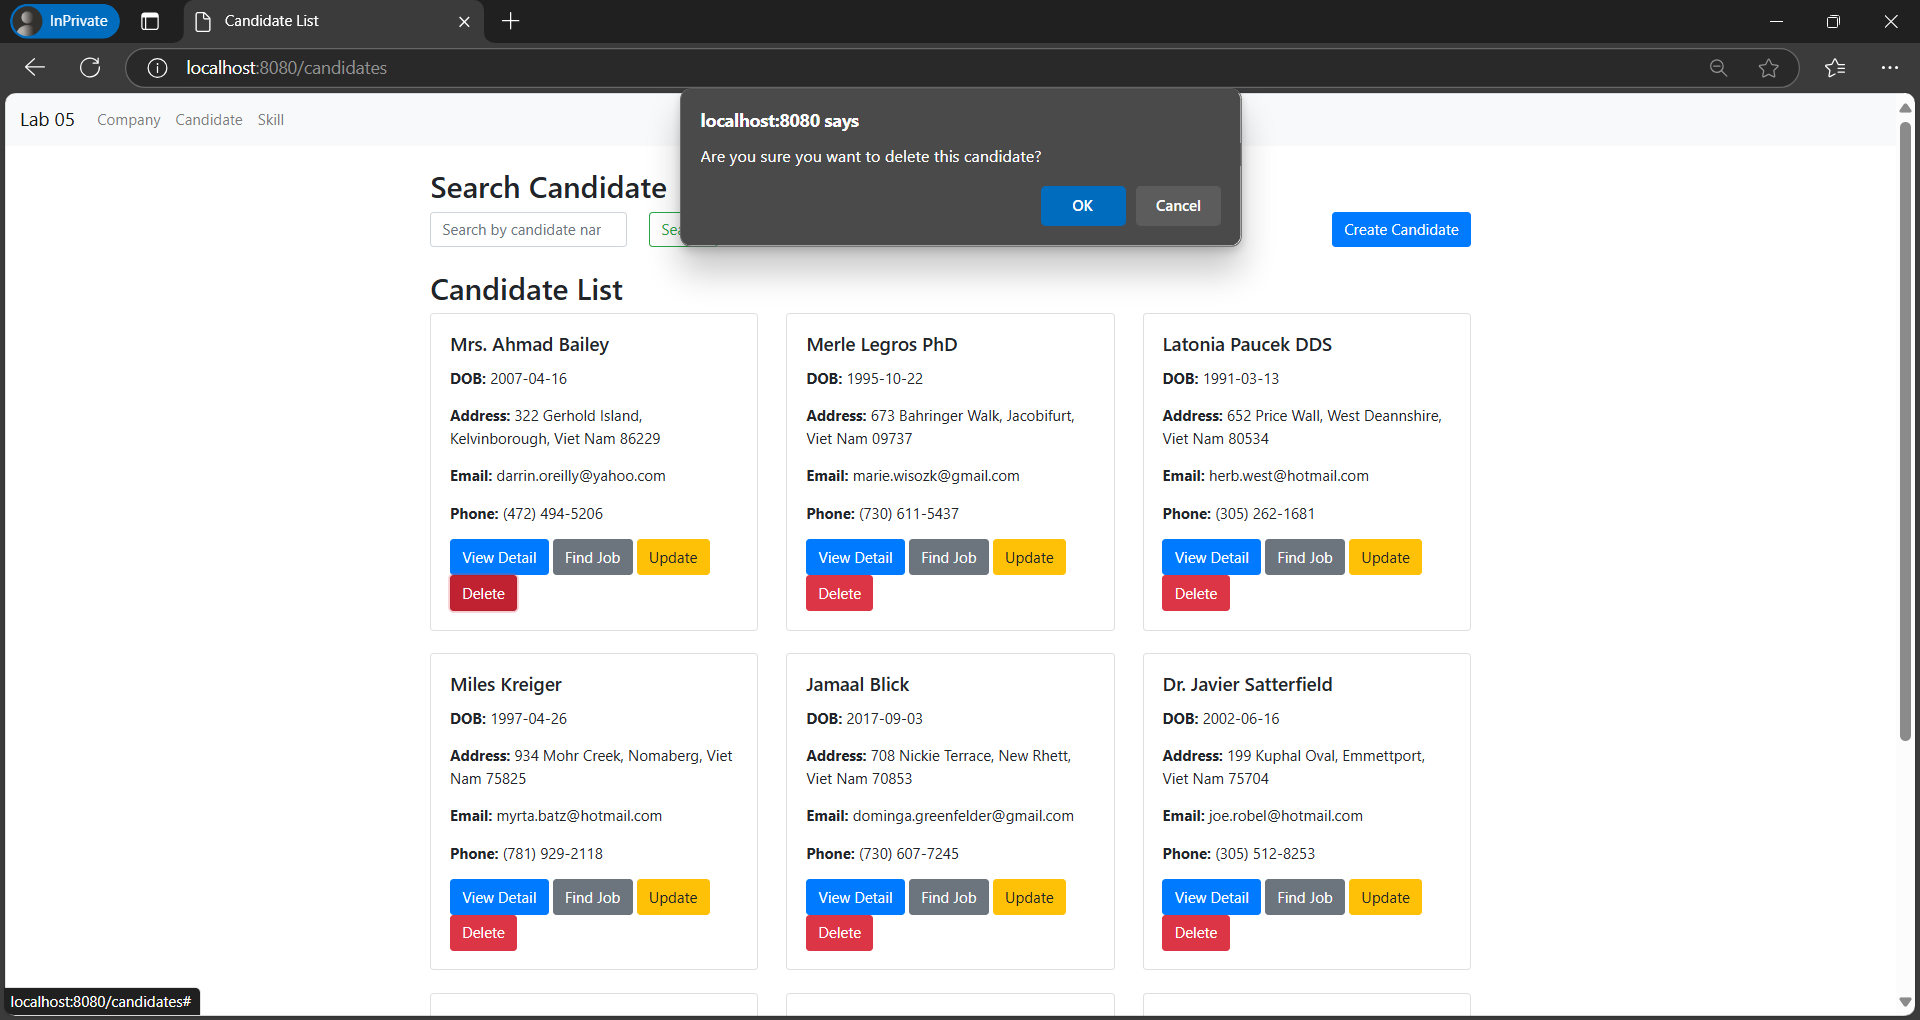 InPrivate
Candidate List
localhost:8080/candidates
Lab 05 Company Candidate Skill
localhost:8080 says
Are you sure you want to delete this candidate?
OK Cancel
Search Candidate
Search by candidate nar
Create Candidate
Candidate List
Mrs. Ahmad Bailey
DOB: 2007-04-16
Address: 322 Gerhold Island,
Kelvinborough, Viet Nam 86229
Email: darrin.oreilly@yahoo.com
Phone: (472) 494-5206
View Detail Find Job Update
Delete
Merle Legros PhD
DOB: 1995-10-22
Address: 673 Bahringer Walk, Jacobifurt,
Viet Nam 09737
Email: marie.wisozk@gmail.com
Phone: (730) 611-5437
View Detail Find Job Update
Delete
Latonia Paucek DDS
DOB: 1991-03-13
Address: 652 Price Wall, West Deannshire,
Viet Nam 80534
Email: herb.west@hotmail.com
Phone: (305) 262-1681
View Detail Find Job Update
Delete
Miles Kreiger
DOB: 1997-04-26
Address: 934 Mohr Creek, Nomaberg, Viet
Nam 75825
Email: myrta.batz@hotmail.com
Phone: (781) 929-2118
View Detail Find Job Update
Delete
Jamaal Blick
DOB: 2017-09-03
Address: 708 Nickie Terrace, New Rhett,
Viet Nam 70853
Email: dominga.greenfelder@gmail.com
Phone: (730) 607-7245
View Detail Find Job Update
Delete
Dr. Javier Satterfield
DOB: 2002-06-16
Address: 199 Kuphal Oval, Emmettport,
Viet Nam 75704
Email: joe.robel@hotmail.com
Phone: (305) 512-8253
View Detail Find Job Update
Delete
localhost:8080/candidates#